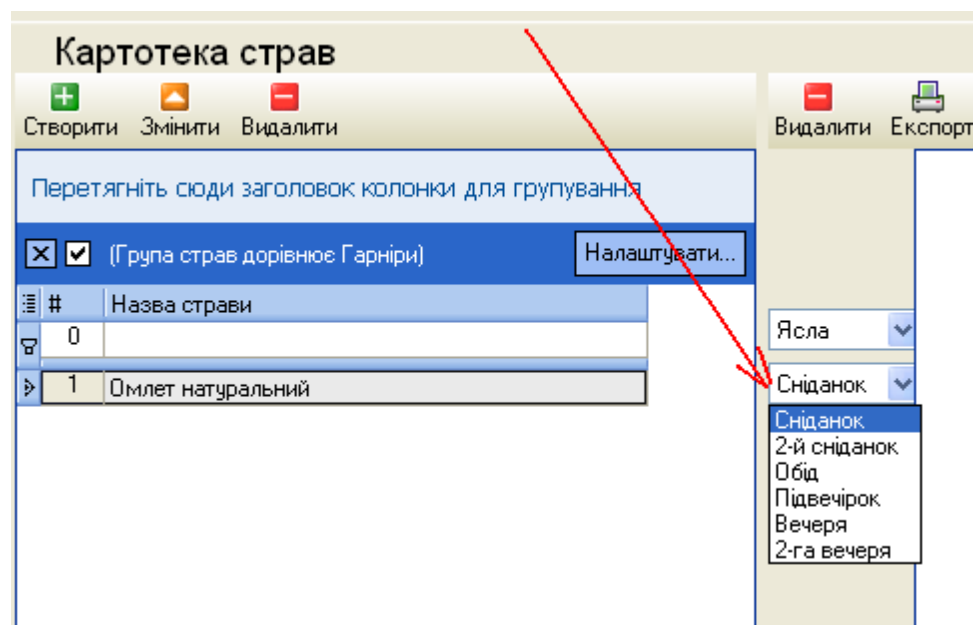 Картотека страв
Створити Змінити Видалити
Видалити Експорт
Перетягніть сюди заголовок колонки для групування
(Група страв дорівнює Гарніри) Налаштувати...
# Назва страви
0
1 Омлет натуральний
Ясла
Сніданок
Сніданок
2-й сніданок
Обід
Підвечірок
Вечеря
2-га вечеря